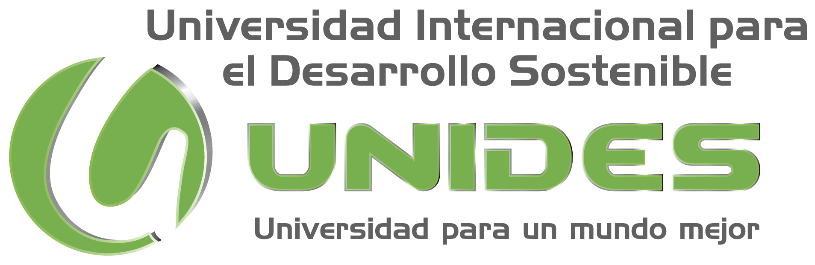 Universidad Internacional para
el Desarrollo Sostenible
UNIDES
Universidad para un mundo mejor